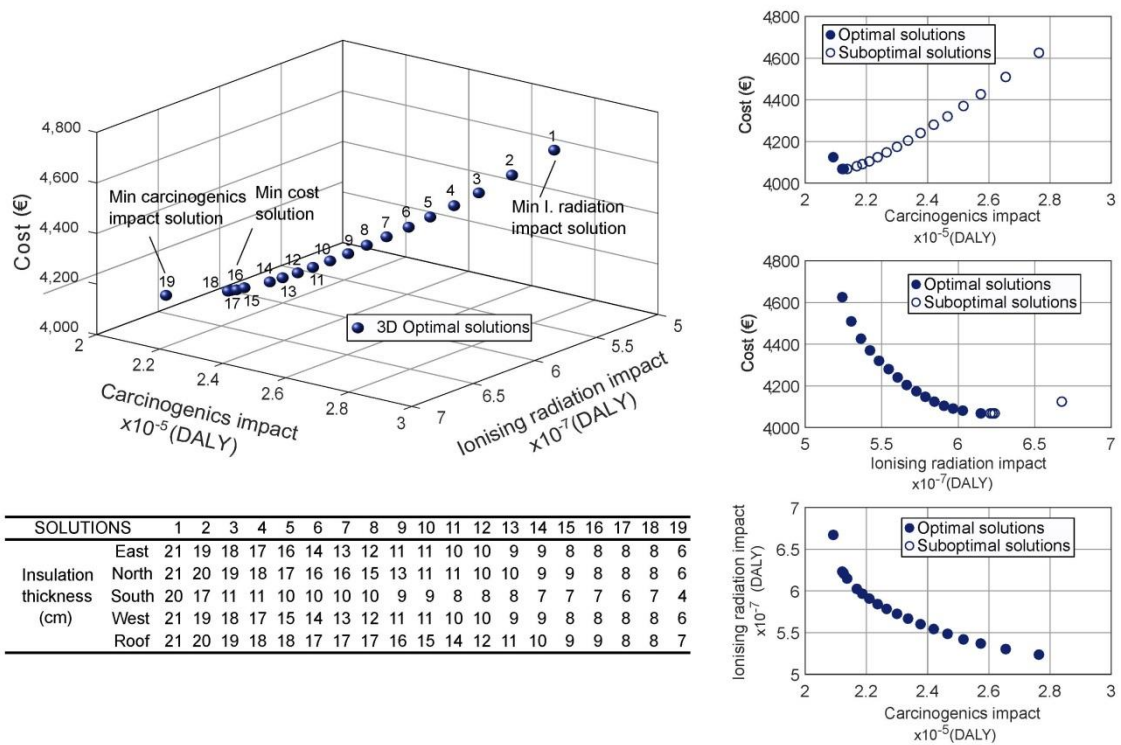 4,800
4,600
4,400
4,200
4,000
Cost (€)
Min carcinogenics
impact solution
Min cost
solution
Min I. radiation
impact solution
1
2
3
4
5
6
7
8
9
10
11
12
13
14
15
16
17
18
19
3D Optimal solutions
2
2.2
2.4
2.6
2.8
3
Carcinogenics impact
x10⁻⁵(DALY)
7
6.5
6
5.5
5
Ionising radiation impact
x10⁻⁷(DALY)
SOLUTIONS 1 2 3 4 5 6 7 8 9 10 11 12 13 14 15 16 17 18 19
Insulation
thickness
(cm)
East 21 19 18 17 16 14 13 12 11 11 10 10 9 9 8 8 8 8 6
North 21 20 19 18 17 16 16 15 13 11 11 10 10 9 9 8 8 8 6
South 20 17 11 11 10 10 10 10 9 9 8 8 8 7 7 7 6 7 4
West 21 19 18 17 15 14 13 12 11 11 10 10 9 9 8 8 8 8 6
Roof 21 20 19 18 18 17 17 17 16 15 14 12 11 10 9 9 8 8 7
4800
4600
4400
4200
4000
Cost (€)
Optimal solutions
Suboptimal solutions
2 2.2 2.4 2.6 2.8 3
Carcinogenics impact
x10⁻⁵(DALY)
4800
4600
4400
4200
4000
Cost (€)
Optimal solutions
Suboptimal solutions
5 5.5 6 6.5 7
Ionising radiation impact
x10⁻⁷(DALY)
7
6.5
6
5.5
5
Ionising radiation impact
x10⁻⁷ (DALY)
Optimal solutions
Suboptimal solutions
2 2.2 2.4 2.6 2.8 3
Carcinogenics impact
x10⁻⁵(DALY)